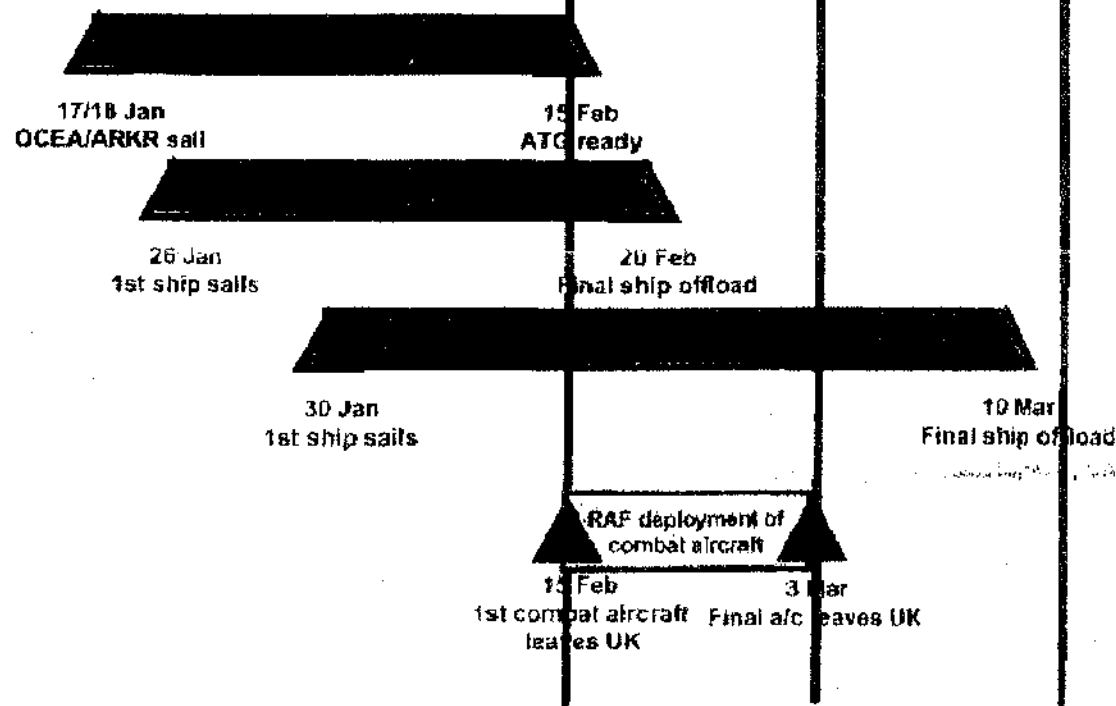 17/18 Jan
OCEA/ARKR sail
15 Feb
ATG ready
26 Jan
1st ship sails
20 Feb
Final ship offload
30 Jan
1st ship sails
10 Mar
Final ship offload
RAF deployment of
combat aircraft
15 Feb
1st combat aircraft
leaves UK
3 Mar
Final a/c leaves UK